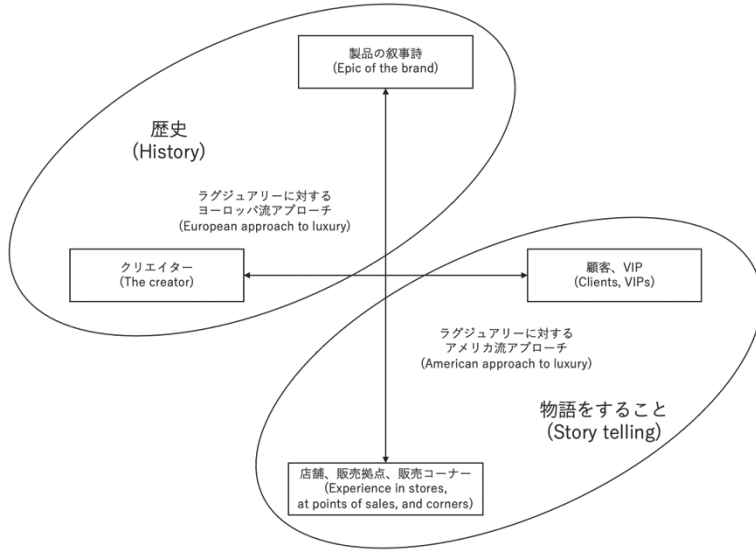 製品の叙事詩
(Epic of the brand)
歴史
(History)
ラグジュアリーに対する
ヨーロッパ流アプローチ
(European approach to luxury)
クリエイター
(The creator)
顧客、VIP
(Clients, VIPs)
ラグジュアリーに対する
アメリカ流アプローチ
(American approach to luxury)
物語をすること
(Story telling)
店舗、販売拠点、販売コーナー
(Experience in stores,
at points of sales, and corners)